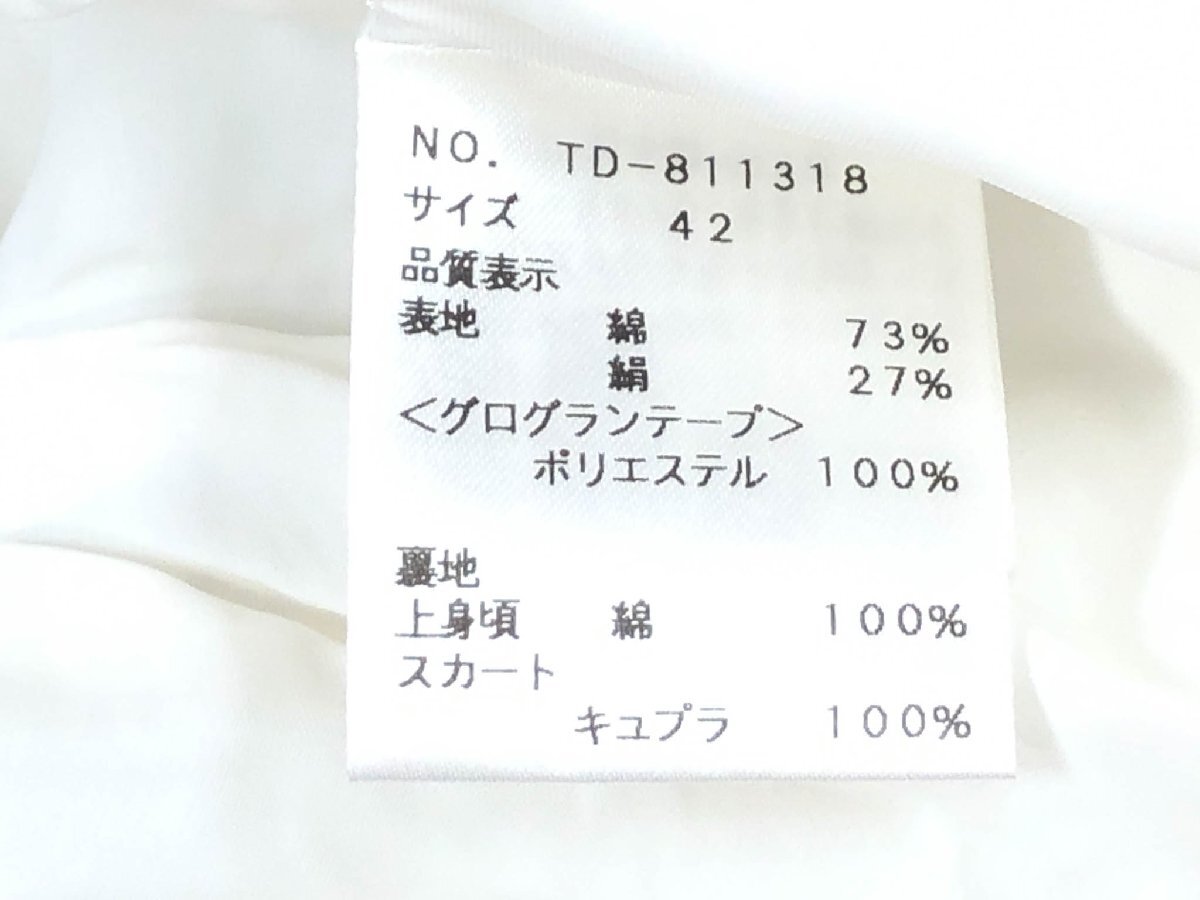 NO. TD-811318
サイズ 42
品質表示
表地 綿 73%
絹 27%
<グログランテープ>
ポリエステル 100%
裏地
上身頃 綿 100%
スカート
キュプラ 100%